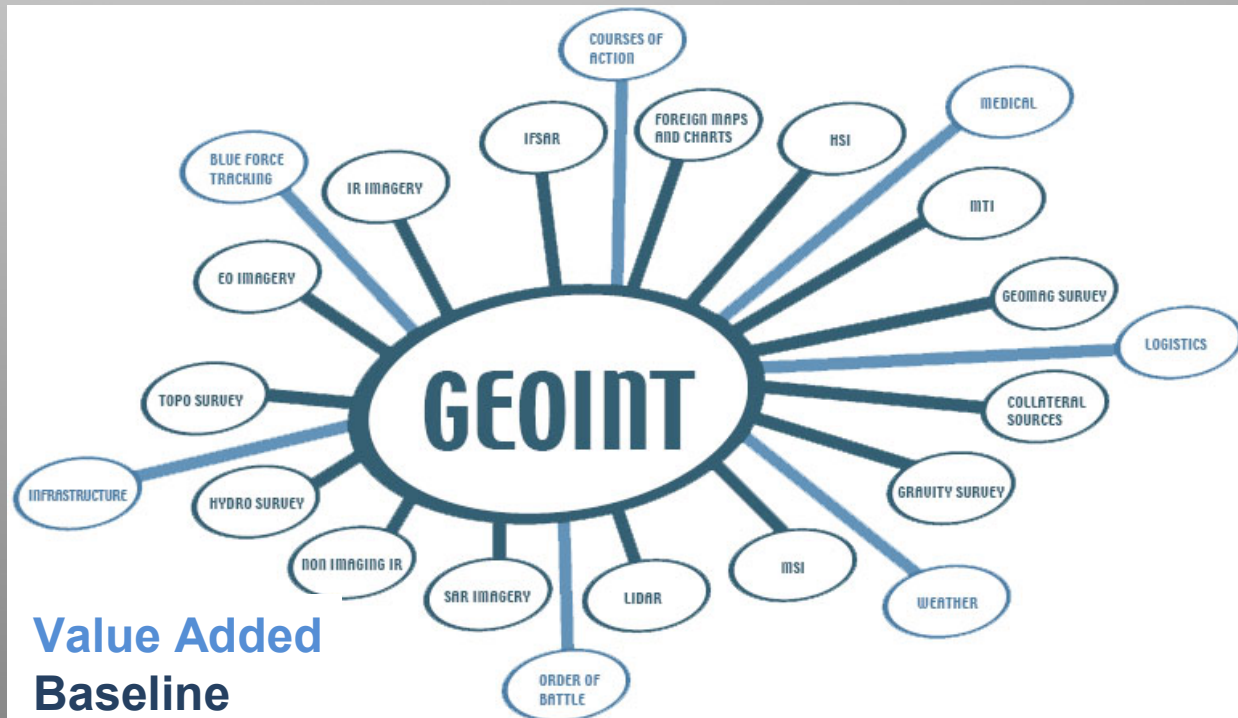 COURSES OF
ACTION
MEDICAL
FOREIGN MAPS
AND CHARTS
IFSAR
HSI
BLUE FORCE
TRACKING
IR IMAGERY
MTI
EO IMAGERY
GEOMAG SURVEY
LOGISTICS
GEOINT
TOPO SURVEY
COLLATERAL
SOURCES
INFRASTRUCTURE
HYDRO SURVEY
GRAVITY SURVEY
NON IMAGING IR
MSI
SAR IMAGERY
LIDAR
WEATHER
Value Added
Baseline
ORDER OF
BATTLE